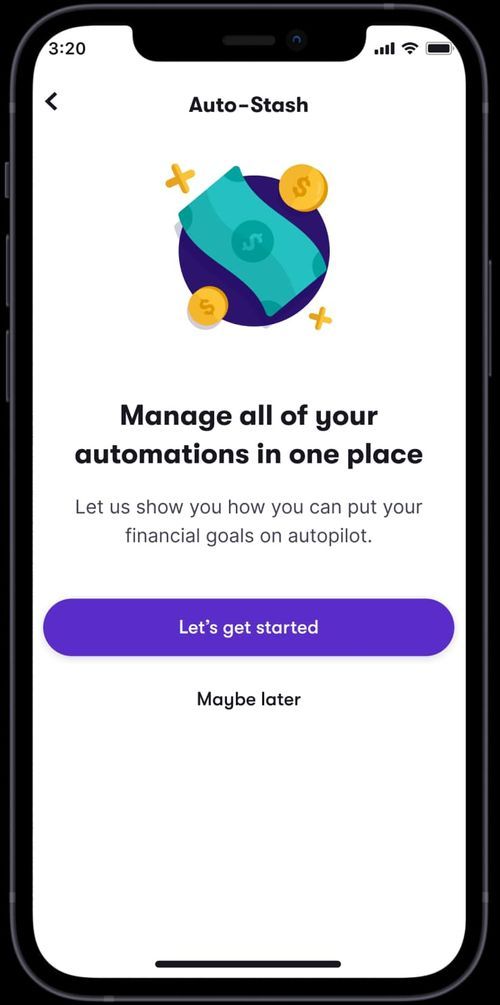 3:20
Auto-Stash
Manage all of your
automations in one place
Let us show you how you can put your
financial goals on autopilot.
Let’s get started
Maybe later